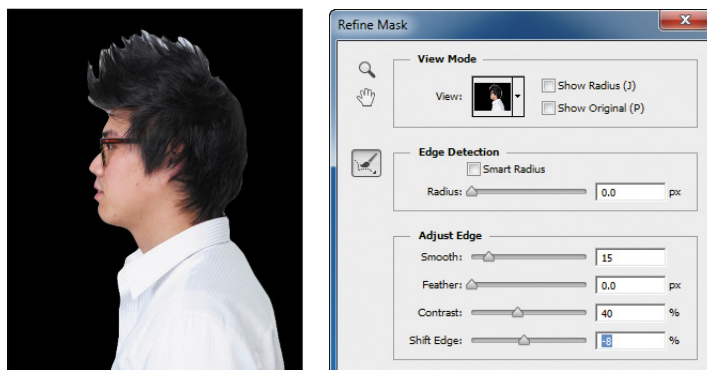 Refine Mask
View Mode
View:
Show Radius (J)
Show Original (P)
Edge Detection
Smart Radius
Radius: 0.0 px
Adjust Edge
Smooth: 15
Feather: 0.0 px
Contrast: 40 %
Shift Edge: -8 %